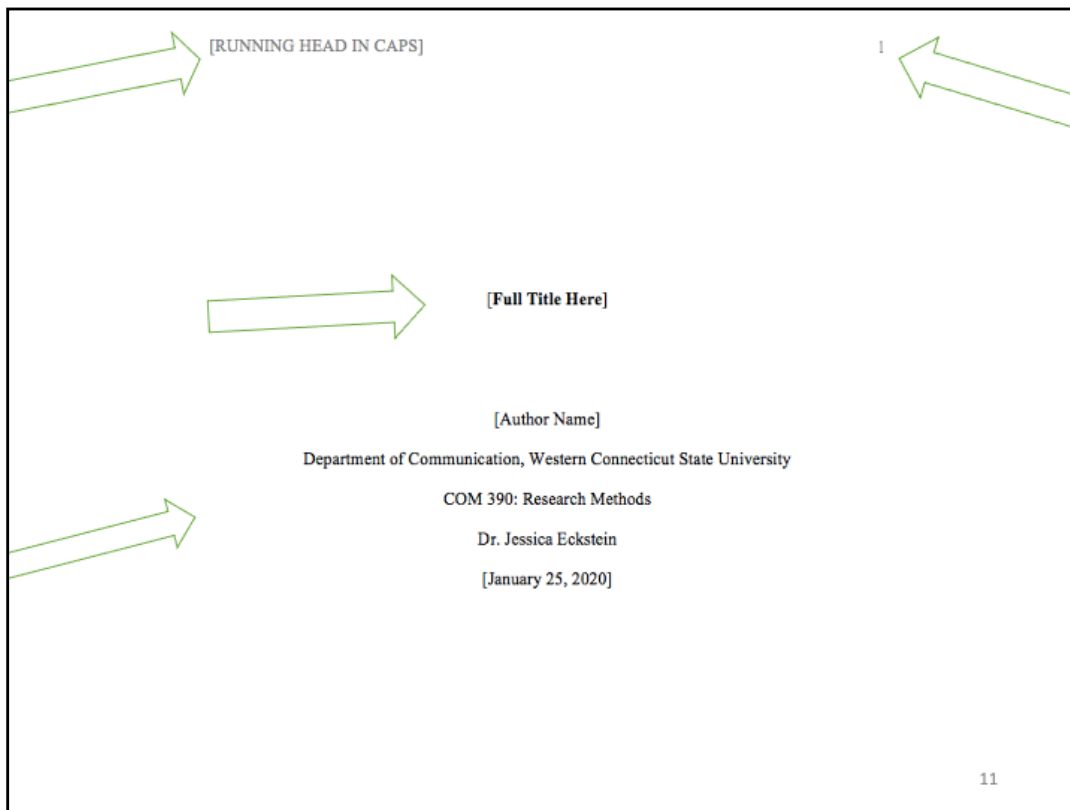 [RUNNING HEAD IN CAPS] 1
[Full Title Here]
[Author Name]
Department of Communication, Western Connecticut State University
COM 390: Research Methods
Dr. Jessica Eckstein
[January 25, 2020]
11